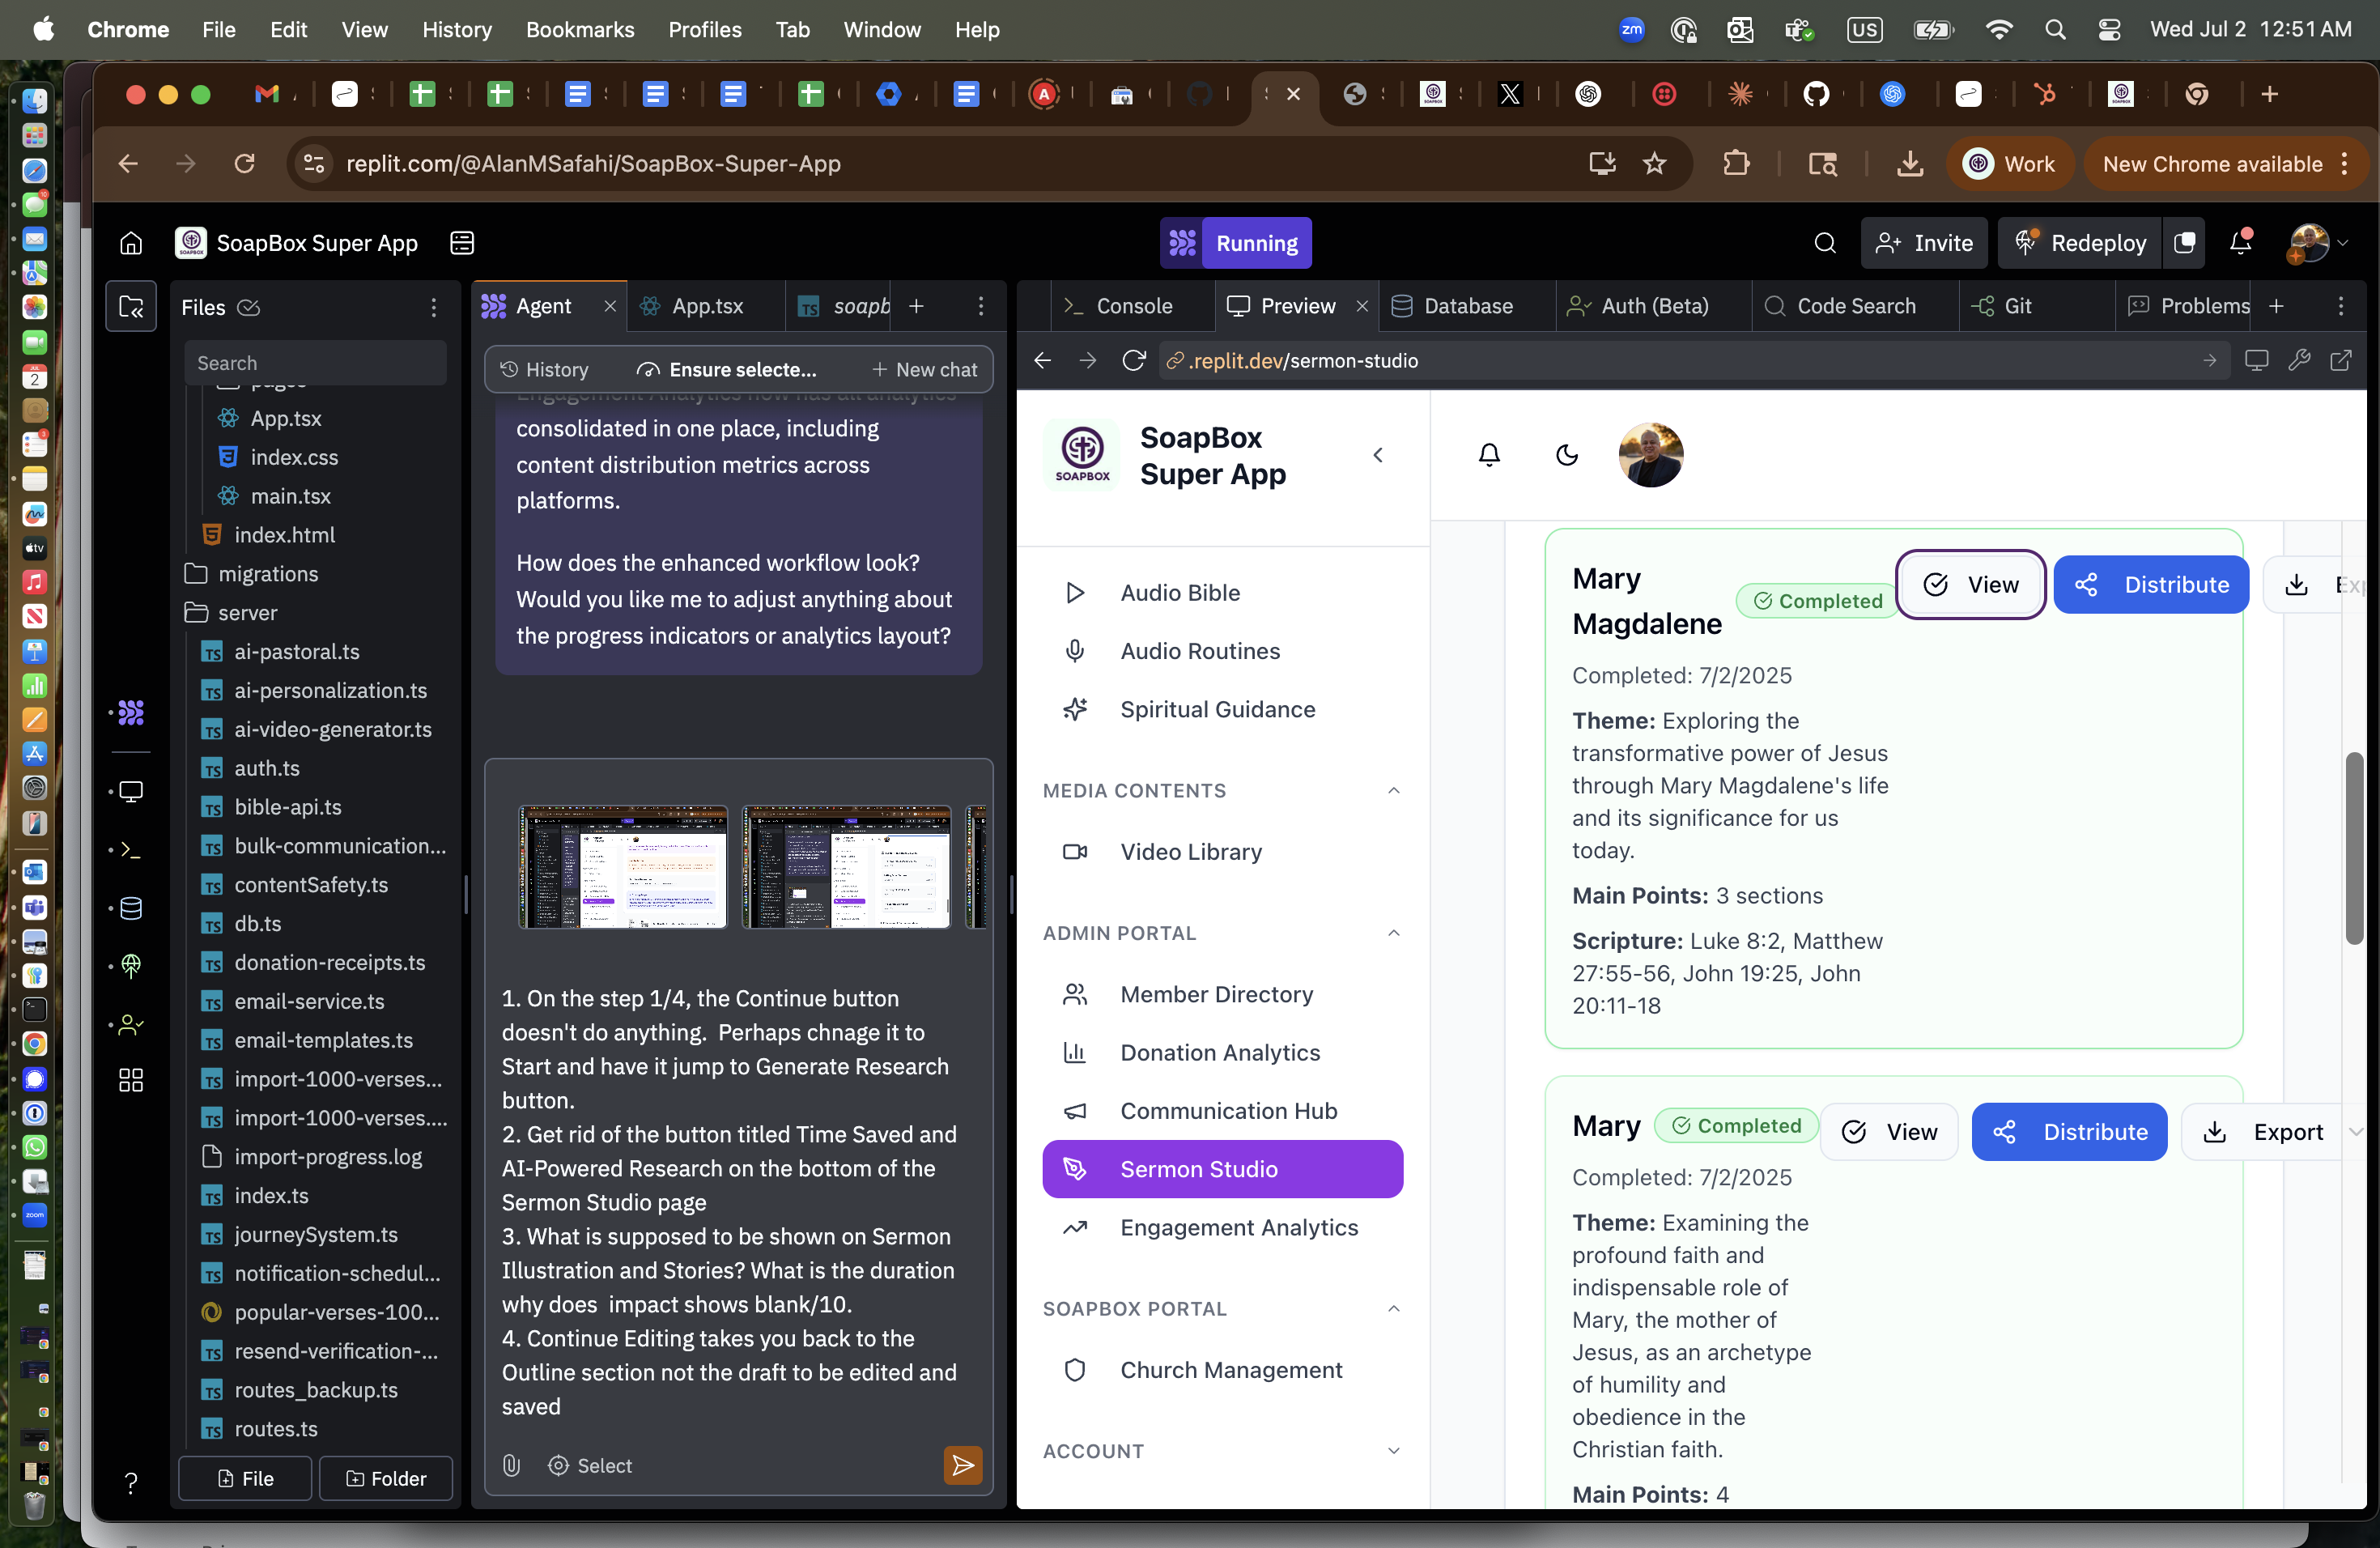 Chrome File Edit View History Bookmarks Profiles Tab Window Help
zm
US
Wed Jul 2 12:51 AM
replit.com/@AlanMSafahi/SoapBox-Super-App
Work
New Chrome available
SoapBox Super App
Running
Invite
Redeploy
Files
Search
App.tsx
index.css
main.tsx
index.html
migrations
server
ai-pastoral.ts
ai-personalization.ts
ai-video-generator.ts
auth.ts
bible-api.ts
bulk-communication...
contentSafety.ts
db.ts
donation-receipts.ts
email-service.ts
email-templates.ts
import-1000-verses...
import-1000-verses....
import-progress.log
index.ts
journeySystem.ts
notification-schedul...
popular-verses-100...
resend-verification-...
routes_backup.ts
routes.ts
File
Folder
Agent
App.tsx
soapb
History
Ensure selecte...
New chat
Engagement Analytics now has all analytics
consolidated in one place, including
content distribution metrics across
platforms.
How does the enhanced workflow look?
Would you like me to adjust anything about
the progress indicators or analytics layout?
1. On the step 1/4, the Continue button
doesn't do anything.  Perhaps chnage it to
Start and have it jump to Generate Research
button.
2. Get rid of the button titled Time Saved and
AI-Powered Research on the bottom of the
Sermon Studio page
3. What is supposed to be shown on Sermon
Illustration and Stories? What is the duration
why does  impact shows blank/10.
4. Continue Editing takes you back to the
Outline section not the draft to be edited and
saved
Select
Console
Preview
Database
Auth (Beta)
Code Search
Git
Problems
.replit.dev/sermon-studio
SOAPBOX
SoapBox
Super App
Audio Bible
Audio Routines
Spiritual Guidance
MEDIA CONTENTS
Video Library
ADMIN PORTAL
Member Directory
Donation Analytics
Communication Hub
Sermon Studio
Engagement Analytics
SOAPBOX PORTAL
Church Management
ACCOUNT
Mary
Magdalene
Completed
View
Distribute
Exp
Completed: 7/2/2025
Theme: Exploring the
transformative power of Jesus
through Mary Magdalene's life
and its significance for us
today.
Main Points: 3 sections
Scripture: Luke 8:2, Matthew
27:55-56, John 19:25, John
20:11-18
Mary
Completed
View
Distribute
Export
Completed: 7/2/2025
Theme: Examining the
profound faith and
indispensable role of
Mary, the mother of
Jesus, as an archetype
of humility and
obedience in the
Christian faith.
Main Points: 4